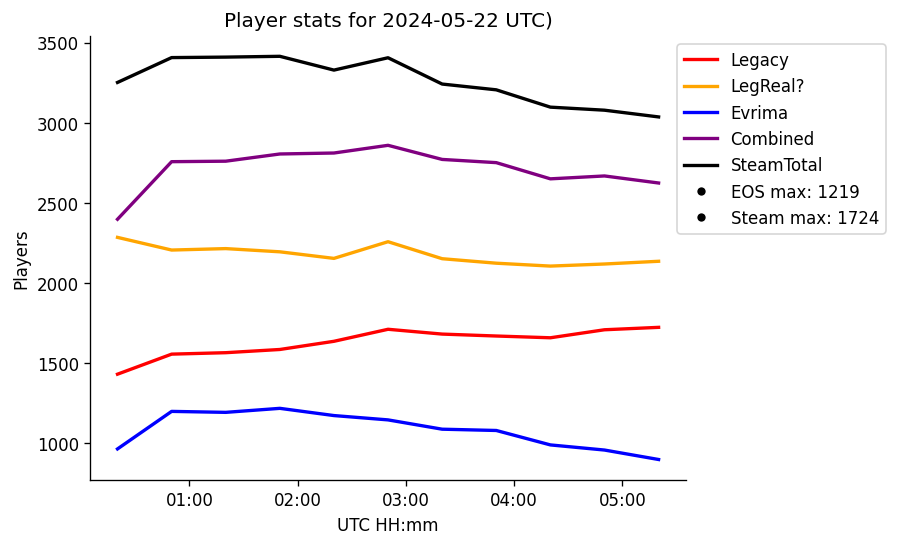 Player stats for 2024-05-22 UTC)
3500
3000
2500
2000
1500
1000
Players
01:00 02:00 03:00 04:00 05:00
UTC HH:mm
Legacy
LegReal?
Evrima
Combined
SteamTotal
EOS max: 1219
Steam max: 1724